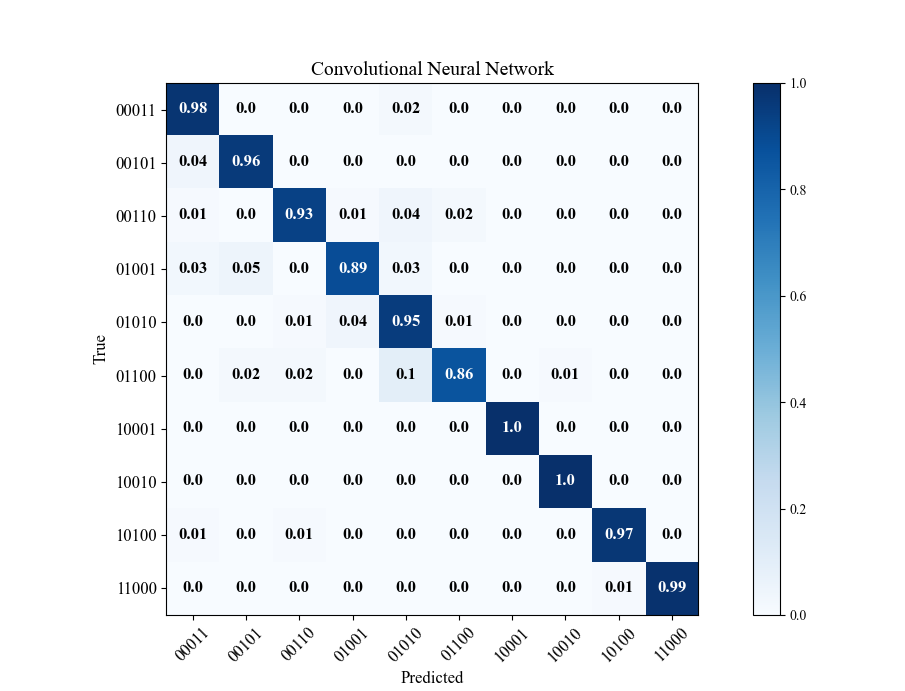 Convolutional Neural Network
00011 0.98 0.0 0.0 0.0 0.02 0.0 0.0 0.0 0.0 0.0 1.0
00101 0.04 0.96 0.0 0.0 0.0 0.0 0.0 0.0 0.0 0.0
00110 0.01 0.0 0.93 0.01 0.04 0.02 0.0 0.0 0.0 0.0 0.8
01001 0.03 0.05 0.0 0.89 0.03 0.0 0.0 0.0 0.0 0.0 0.6
01010 0.0 0.0 0.01 0.04 0.95 0.01 0.0 0.0 0.0 0.0
True
01100 0.0 0.02 0.02 0.0 0.1 0.86 0.0 0.01 0.0 0.0 0.4
10001 0.0 0.0 0.0 0.0 0.0 0.0 1.0 0.0 0.0 0.0
10010 0.0 0.0 0.0 0.0 0.0 0.0 0.0 1.0 0.0 0.0 0.2
10100 0.01 0.0 0.01 0.0 0.0 0.0 0.0 0.0 0.97 0.0
11000 0.0 0.0 0.0 0.0 0.0 0.0 0.0 0.0 0.01 0.99 0.0
00011 00101 00110 01001 01010 01100 10001 10010 10100 11000
Predicted